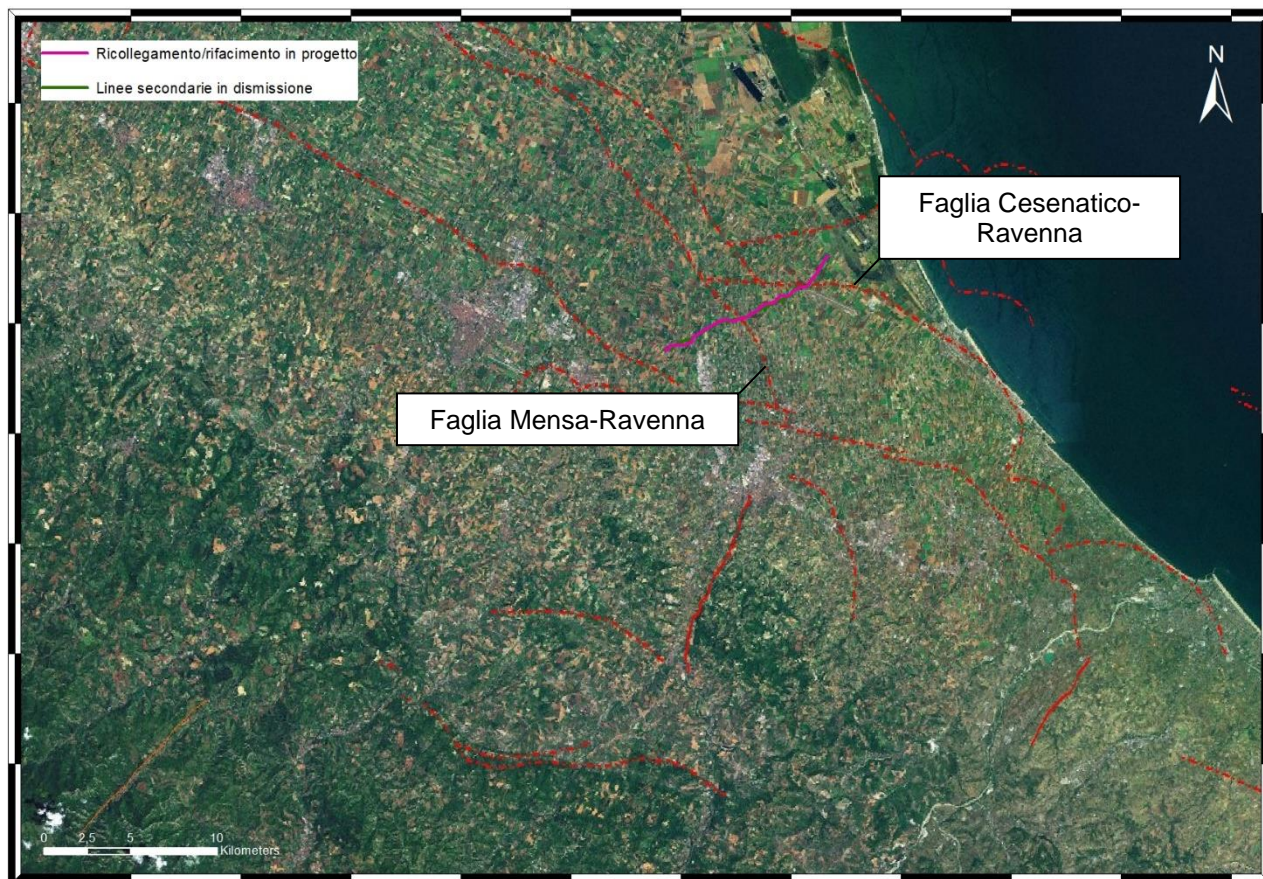 Ricollegamento/rifacimento in progetto
Linee secondarie in dismissione
N
Faglia Cesenatico-
Ravenna
Faglia Mensa-Ravenna
0 2,5 5 10
Kilometers